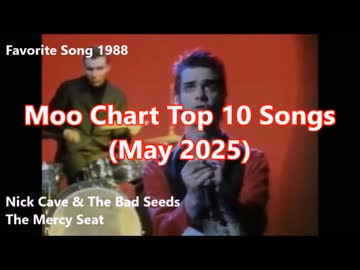 Favorite Song 1988
Moo Chart Top 10 Songs
(May 2025)
Nick Cave & The Bad Seeds
The Mercy Seat